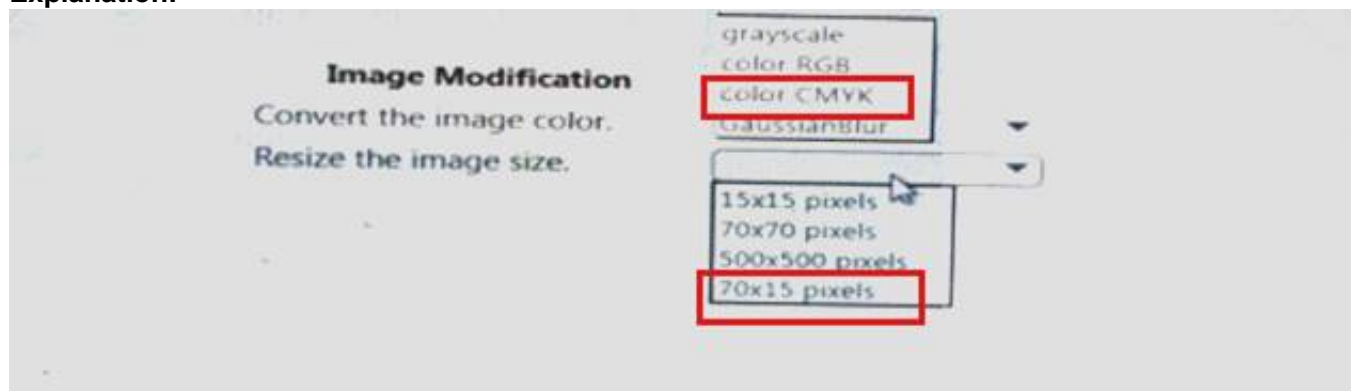 Explanation:
grayscale
color RGB
Image Modification
color CMYK
Convert the image color.
GaussianBlur
Resize the image size.
15x15 pixels
70x70 pixels
500x500 pixels
70x15 pixels